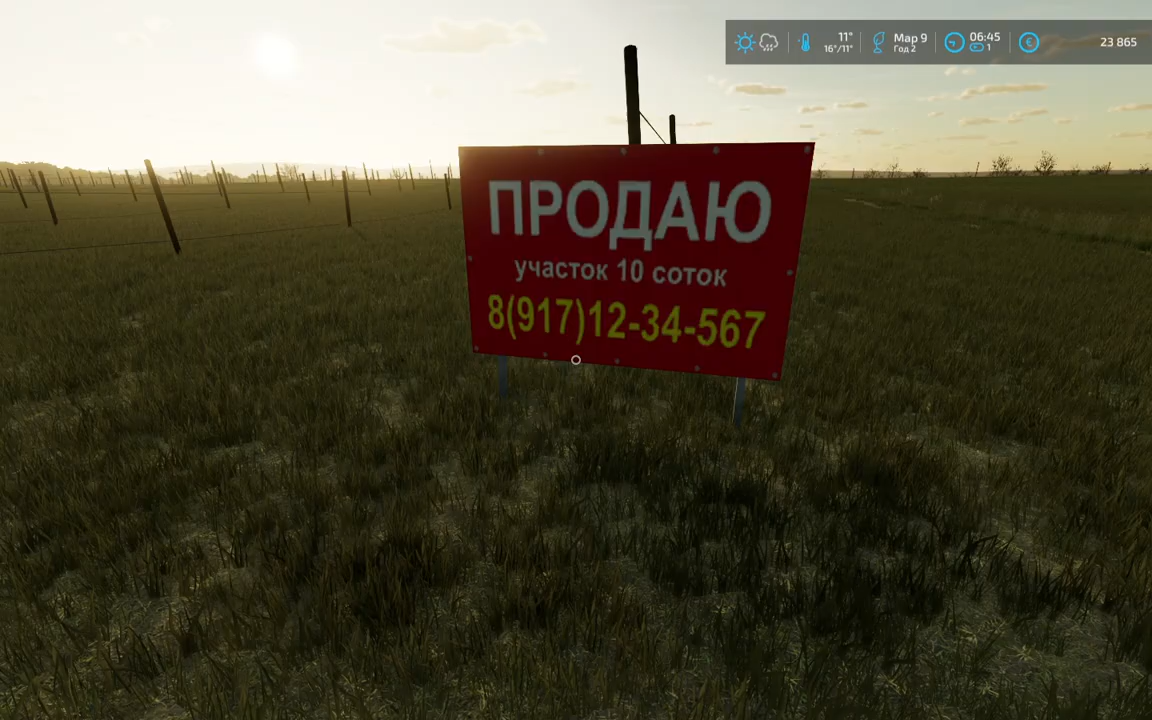 11°
16°/11°
Мар 9
Год 2
06:45
1
23 865
ПРОДАЮ
участок 10 соток
8(917)12-34-567